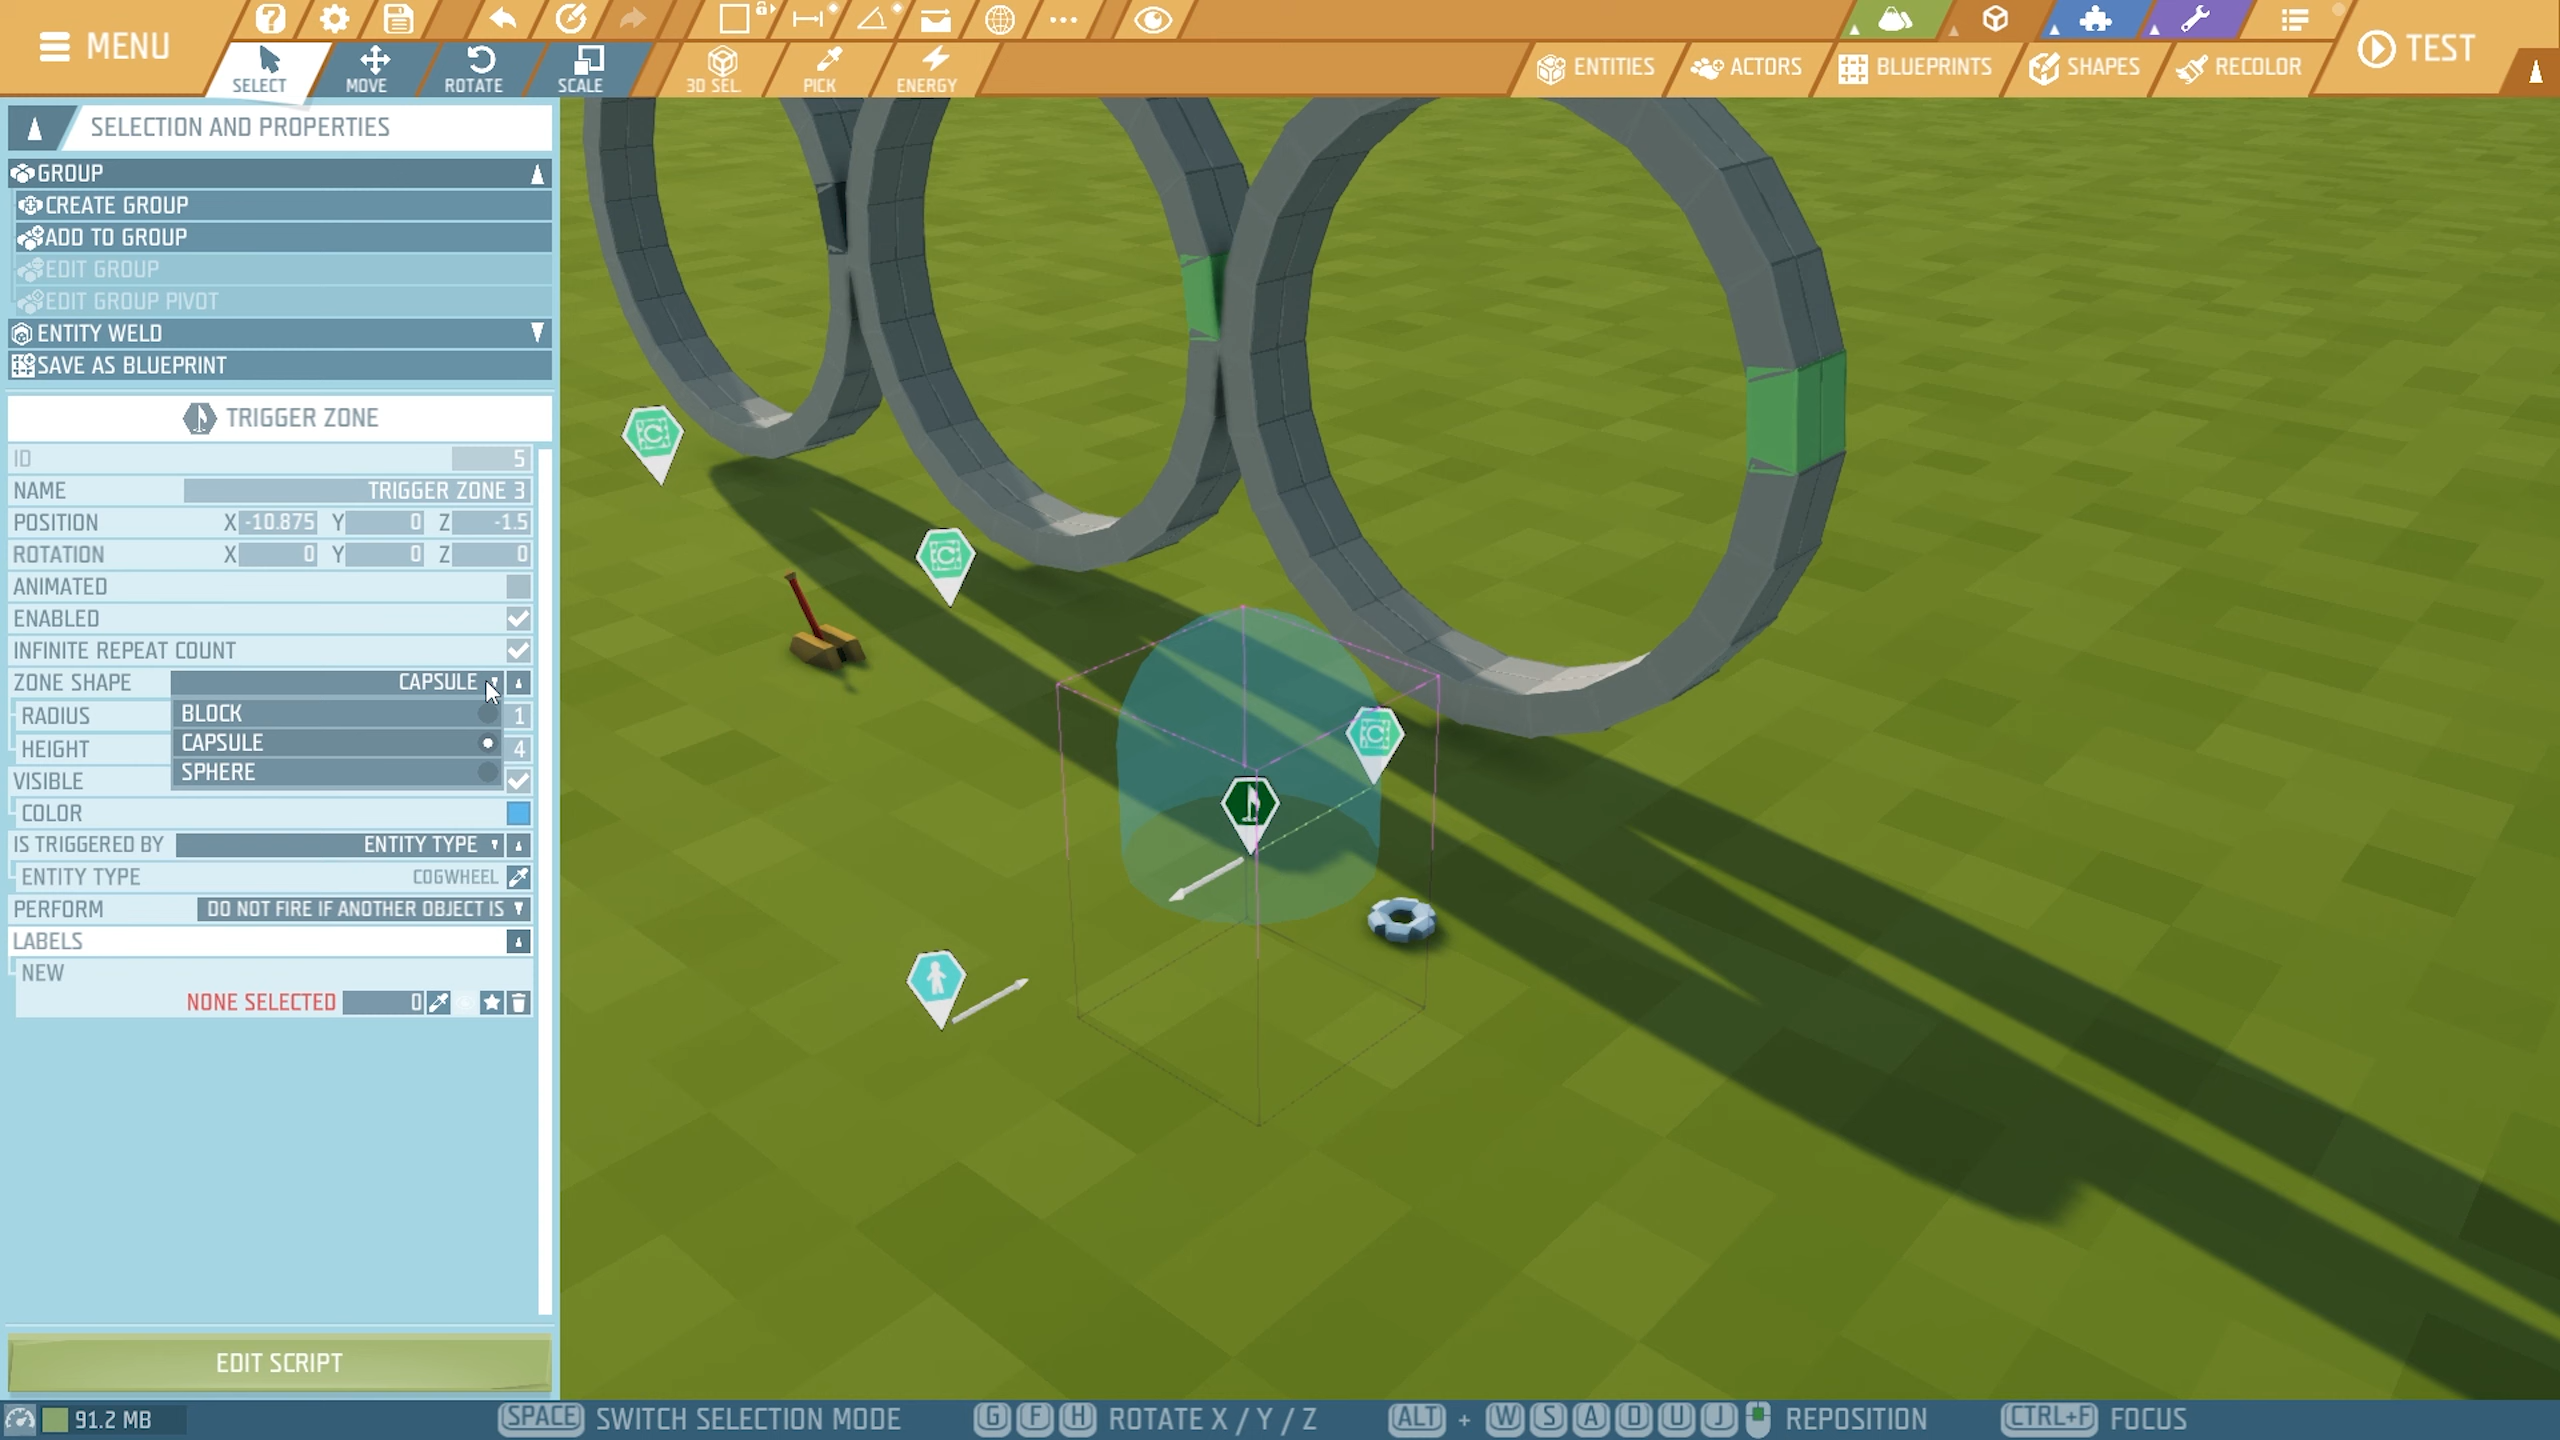 MENU
SELECT
MOVE
ROTATE
SCALE
3D SEL.
PICK
ENERGY
ENTITIES
ACTORS
BLUEPRINTS
SHAPES
RECOLOR
TEST
SELECTION AND PROPERTIES
GROUP
CREATE GROUP
ADD TO GROUP
EDIT GROUP
EDIT GROUP PIVOT
ENTITY WELD
SAVE AS BLUEPRINT
TRIGGER ZONE
ID 5
NAME TRIGGER ZONE 3
POSITION X -10.875 Y 0 Z -1.5
ROTATION X 0 Y 0 Z 0
ANIMATED
ENABLED
INFINITE REPEAT COUNT
ZONE SHAPE CAPSULE
RADIUS 1
BLOCK
HEIGHT 4
CAPSULE
SPHERE
VISIBLE
COLOR
IS TRIGGERED BY ENTITY TYPE
ENTITY TYPE COGWHEEL
PERFORM DO NOT FIRE IF ANOTHER OBJECT IS
LABELS
NEW
NONE SELECTED 0
EDIT SCRIPT
91.2 MB
SPACE SWITCH SELECTION MODE
G F H ROTATE X / Y / Z
ALT + W S A D U J REPOSITION
CTRL+F FOCUS